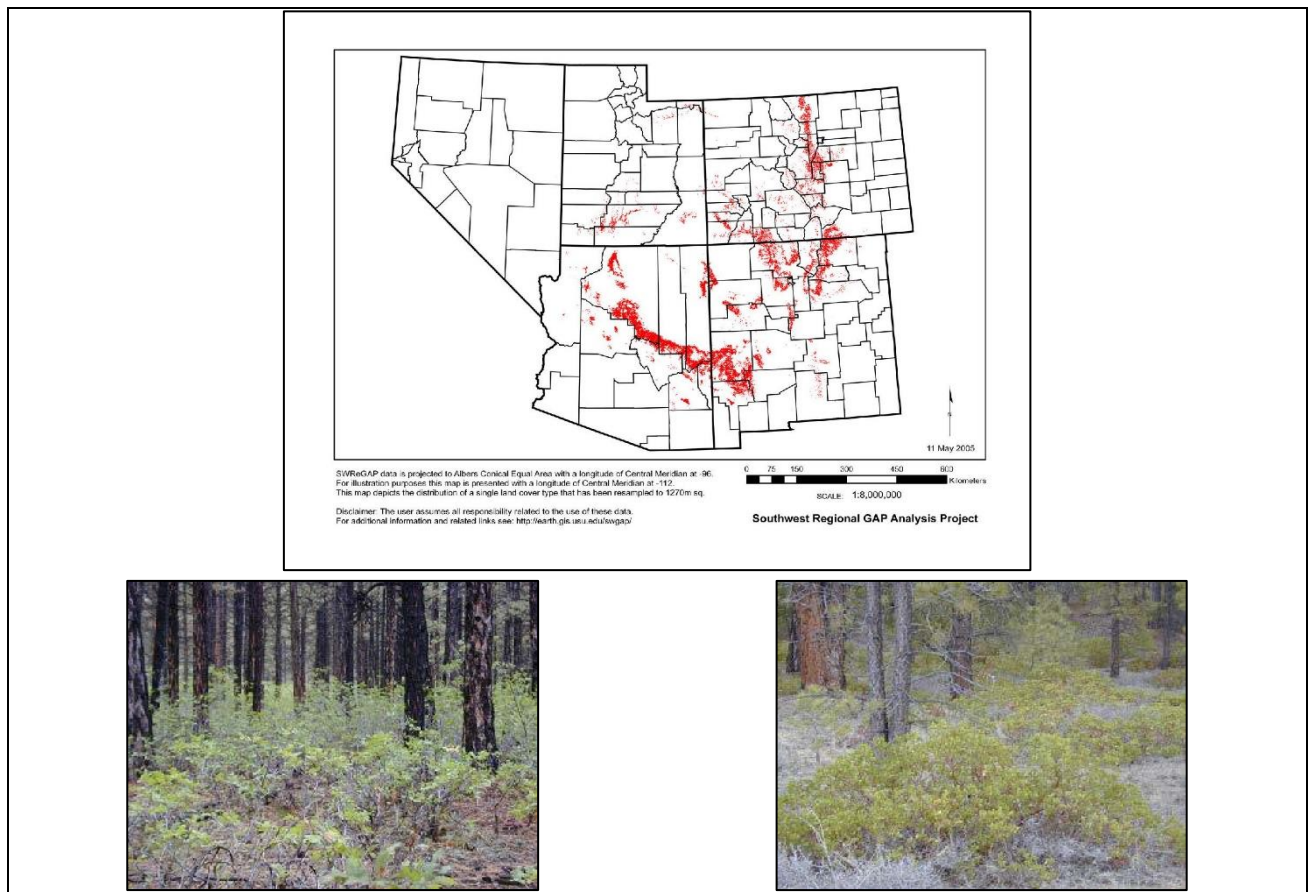 11 May 2005
SWReGAP data is projected to Albers Conical Equal Area with a longitude of Central Meridian at -96.
For illustration purposes this map is presented with a longitude of Central Meridian at -112.
This map depicts the distribution of a single land cover type that has been resampled to 1270m sq.
Disclaimer: The user assumes all responsibility related to the use of these data.
For additional information and related links see: http://earth.gis.usu.edu/swgap/
0 75 150 300 450 600
Kilometers
SCALE: 1:8,000,000
Southwest Regional GAP Analysis Project